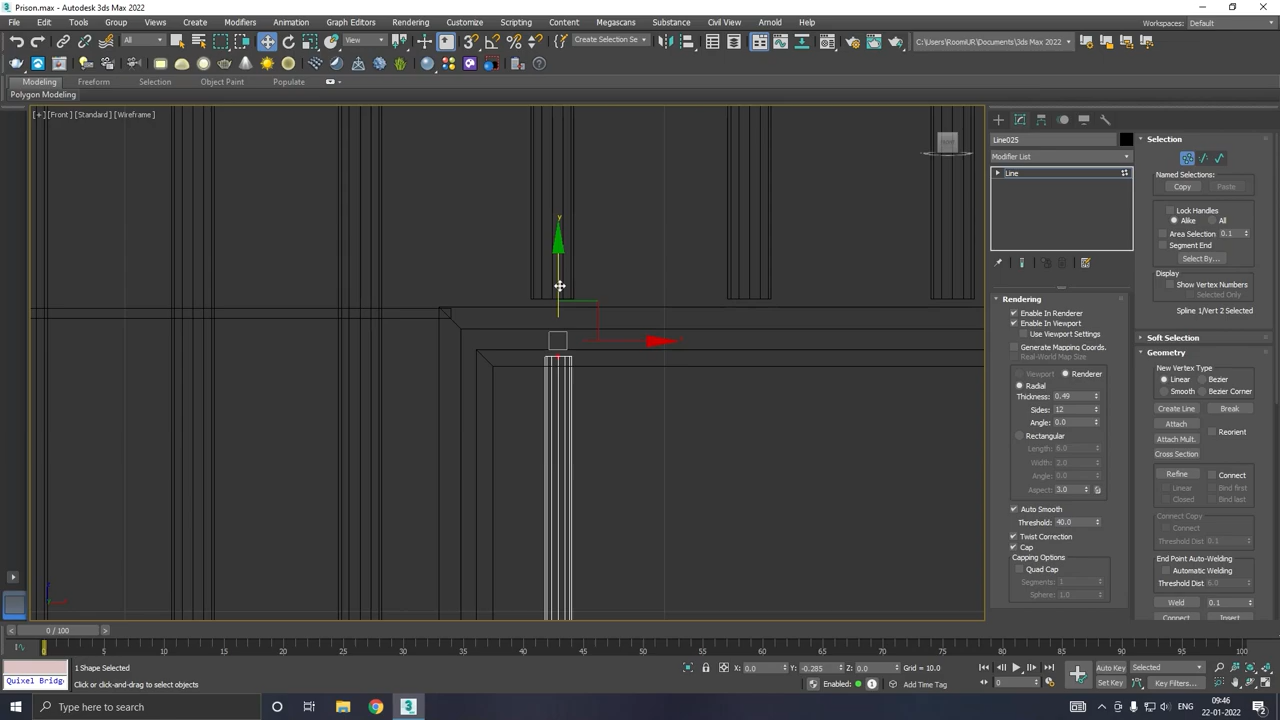 Prison.max - Autodesk 3ds Max 2022
File Edit Tools Group Views Create Modifiers Animation Graph Editors Rendering Customize Scripting Content Megascans Substance Civil View Arnold Help
Workspaces: Default
All View Create Selection Se C:\Users\RoomUR\Documents\3ds Max 2022
Modeling Freeform Selection Object Paint Populate
Polygon Modeling
[+] [Front] [Standard] [Wireframe]
y
Line025
Modifier List
Line
Rendering
Enable In Renderer
Enable In Viewport
Use Viewport Settings
Generate Mapping Coords.
Real-World Map Size
Viewport Renderer
Radial
Thickness: 0.49
Sides: 12
Angle: 0.0
Rectangular
Length: 6.0
Width: 2.0
Angle: 0.0
Aspect: 3.0
Auto Smooth
Threshold: 40.0
Twist Correction
Cap
Capping Options
Quad Cap
Segments: 1
Sphere: 1.0
Selection
Named Selections:
Copy Paste
Lock Handles
Alike All
Area Selection 0.1
Segment End
Select By...
Display
Show Vertex Numbers
Selected Only
Spline 1/Vert 2 Selected
Soft Selection
Geometry
New Vertex Type
Linear Bezier
Smooth Bezier Corner
Create Line Break
Attach Reorient
Attach Mult.
Cross Section
Refine Connect
Linear Bind first
Closed Bind last
Connect Copy
Connect
Threshold Dist 0.1
End Point Auto-Welding
Automatic Welding
Threshold Dist 6.0
Weld 0.1
Connect Insert
0 / 100
0 5 10 15 20 25 30 35 40 45 50 55 60 65 70 75 80 85 90 95 100
1 Shape Selected
X: 0.0 Y: -0.285 Z: 0.0 Grid = 10.0
Auto Key Selected
Quixel Bridg
Click or click-and-drag to select objects
Enabled: 1 Add Time Tag
0 Set Key Key Filters...
Type here to search
ENG
09:46
22-01-2022
2